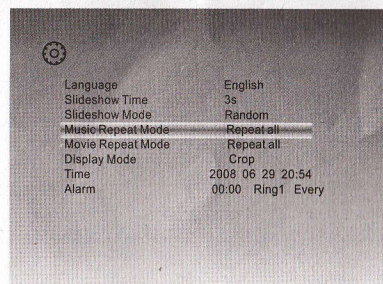 Language English
Slideshow Time 3s
Slideshow Mode Random
Music Repeat Mode Repeat all
Movie Repeat Mode Repeat all
Display Mode Crop
Time 2008 06 29 20:54
Alarm 00:00 Ring1 Every